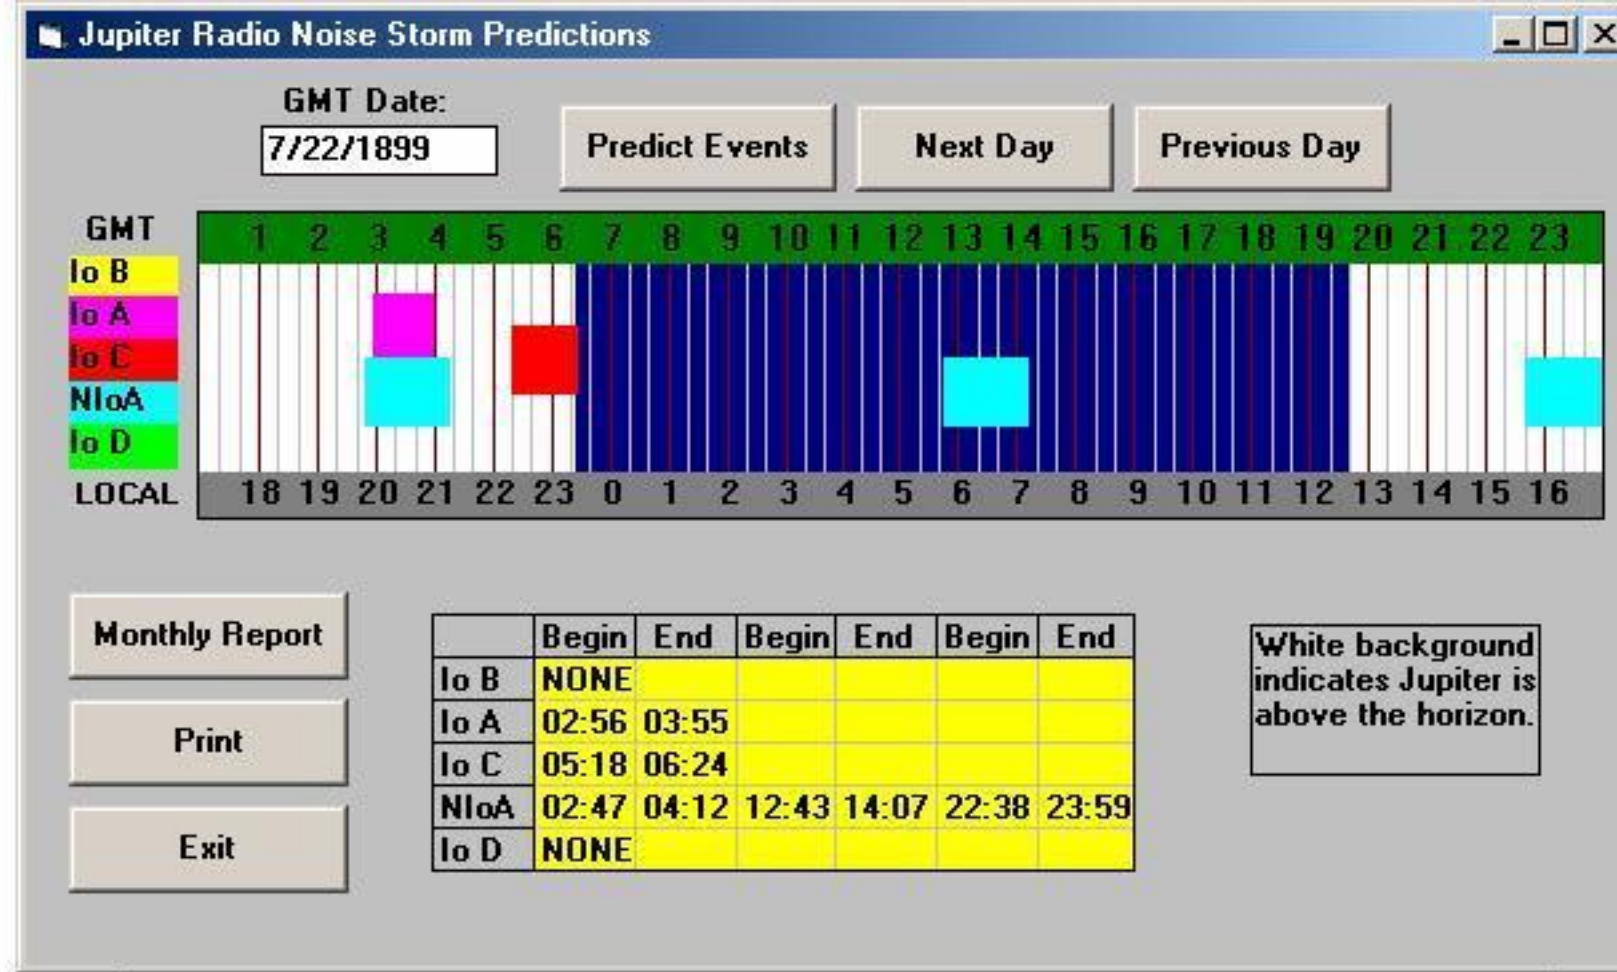 Jupiter Radio Noise Storm Predictions
GMT Date:
7/22/1899
Predict Events
Next Day
Previous Day
GMT 1 2 3 4 5 6 7 8 9 10 11 12 13 14 15 16 17 18 19 20 21 22 23
Io B
Io A
Io C
NIoA
Io D
LOCAL 18 19 20 21 22 23 0 1 2 3 4 5 6 7 8 9 10 11 12 13 14 15 16
Monthly Report
Print
Exit
Begin End Begin End Begin End
Io B NONE
Io A 02:56 03:55
Io C 05:18 06:24
NIoA 02:47 04:12 12:43 14:07 22:38 23:59
Io D NONE
White background
indicates Jupiter is
above the horizon.